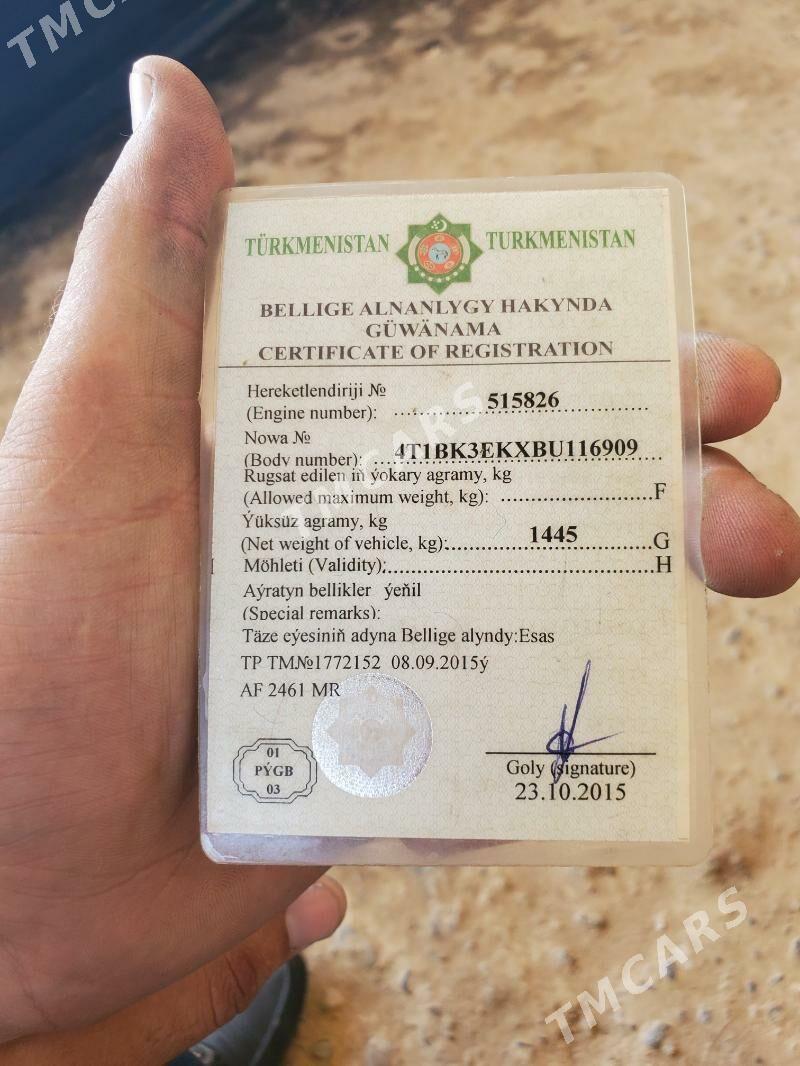 TMCARS
TÜRKMENISTAN TURKMENISTAN
BELLIGE ALNANLYGY HAKYNDA
GÜWÄNAMA
CERTIFICATE OF REGISTRATION
Hereketlendiriji №
(Engine number): 515826
Nowa №
(Body number): 4T1BK3EKXBU116909
Rugsat edilen iň ýokary agramy, kg
(Allowed maximum weight, kg): F
Ýüksüz agramy, kg
(Net weight of vehicle, kg): 1445 G
Möhleti (Validity): H
Aýratyn bellikler ýeňil
(Special remarks):
Täze eýesiniň adyna Bellige alyndy:Esas
TP TM№1772152 08.09.2015ý
AF 2461 MR
01
PÝGB
03
Goly (signature)
23.10.2015
TMCARS
TMCARS